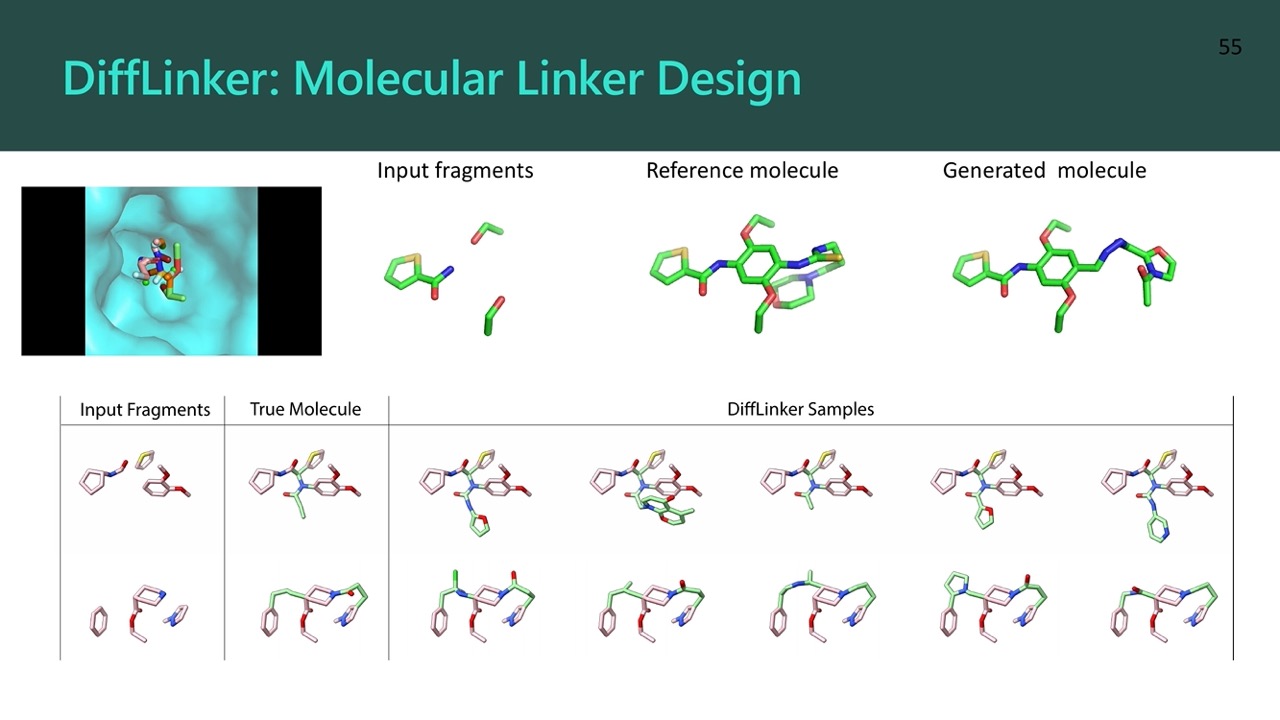 55
DiffLinker: Molecular Linker Design
Input fragments
Reference molecule
Generated molecule
Input Fragments
True Molecule
DiffLinker Samples